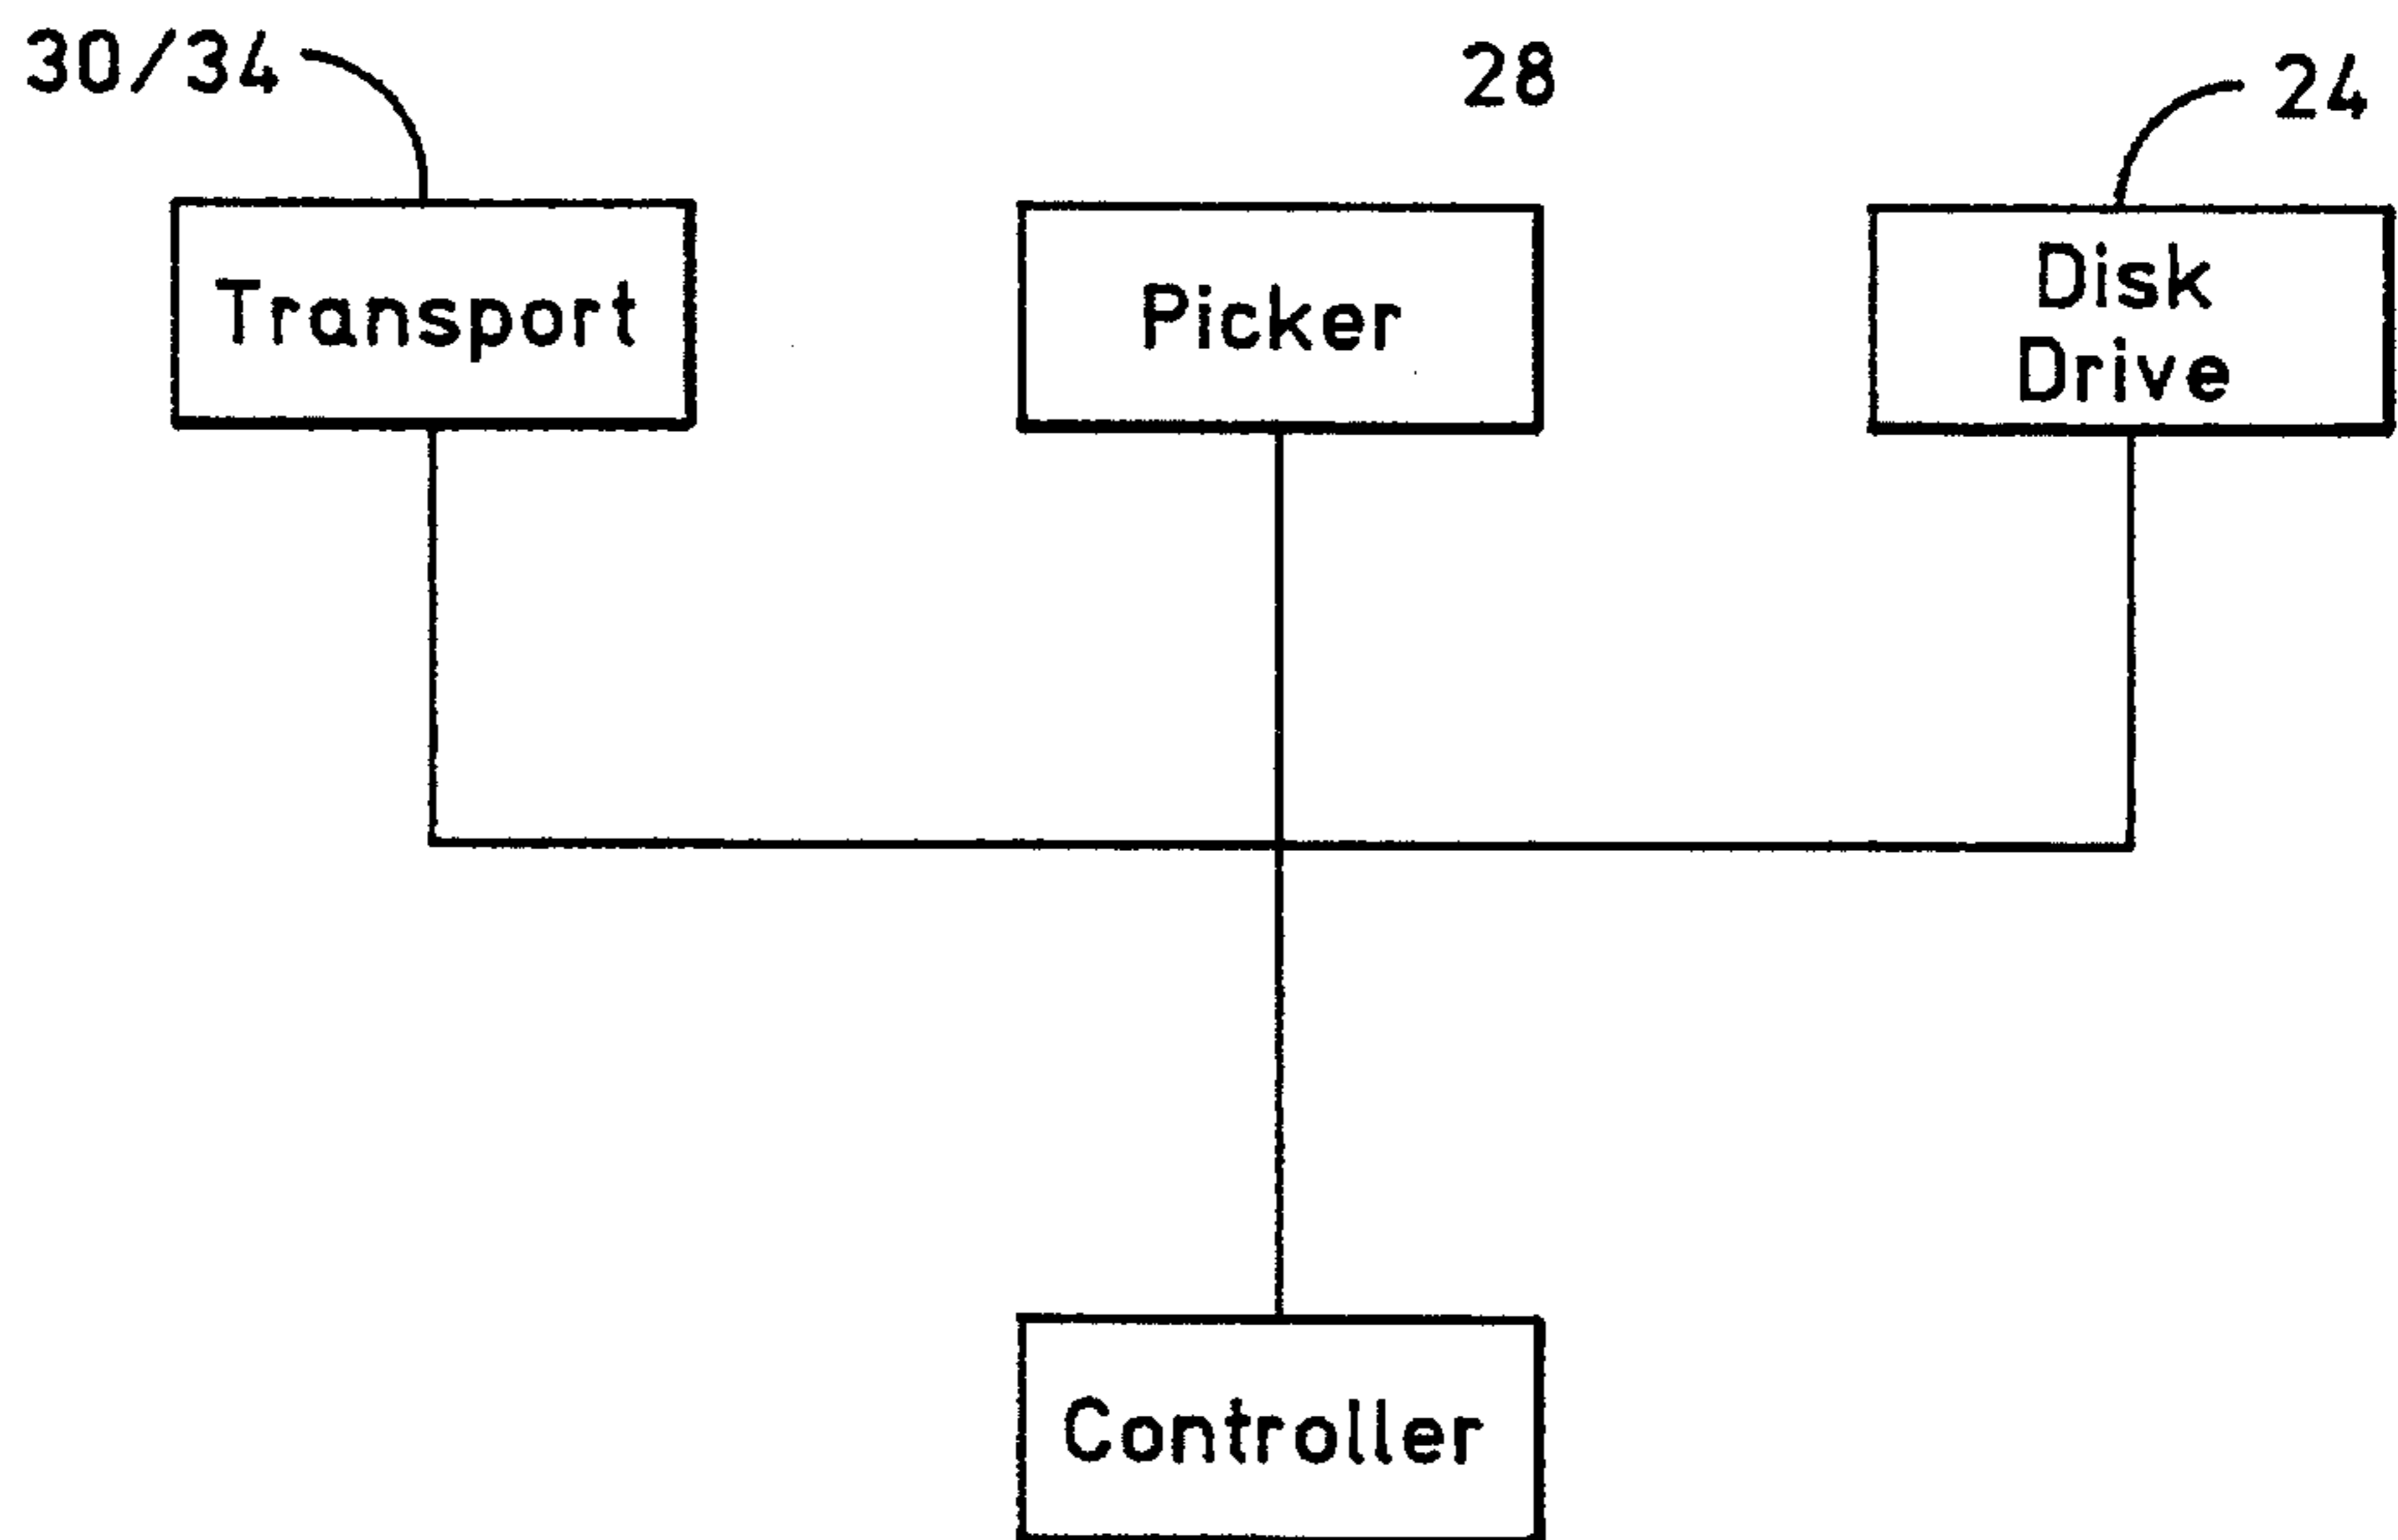 30/34
28
24
Transport
Picker
Disk
Drive
Controller